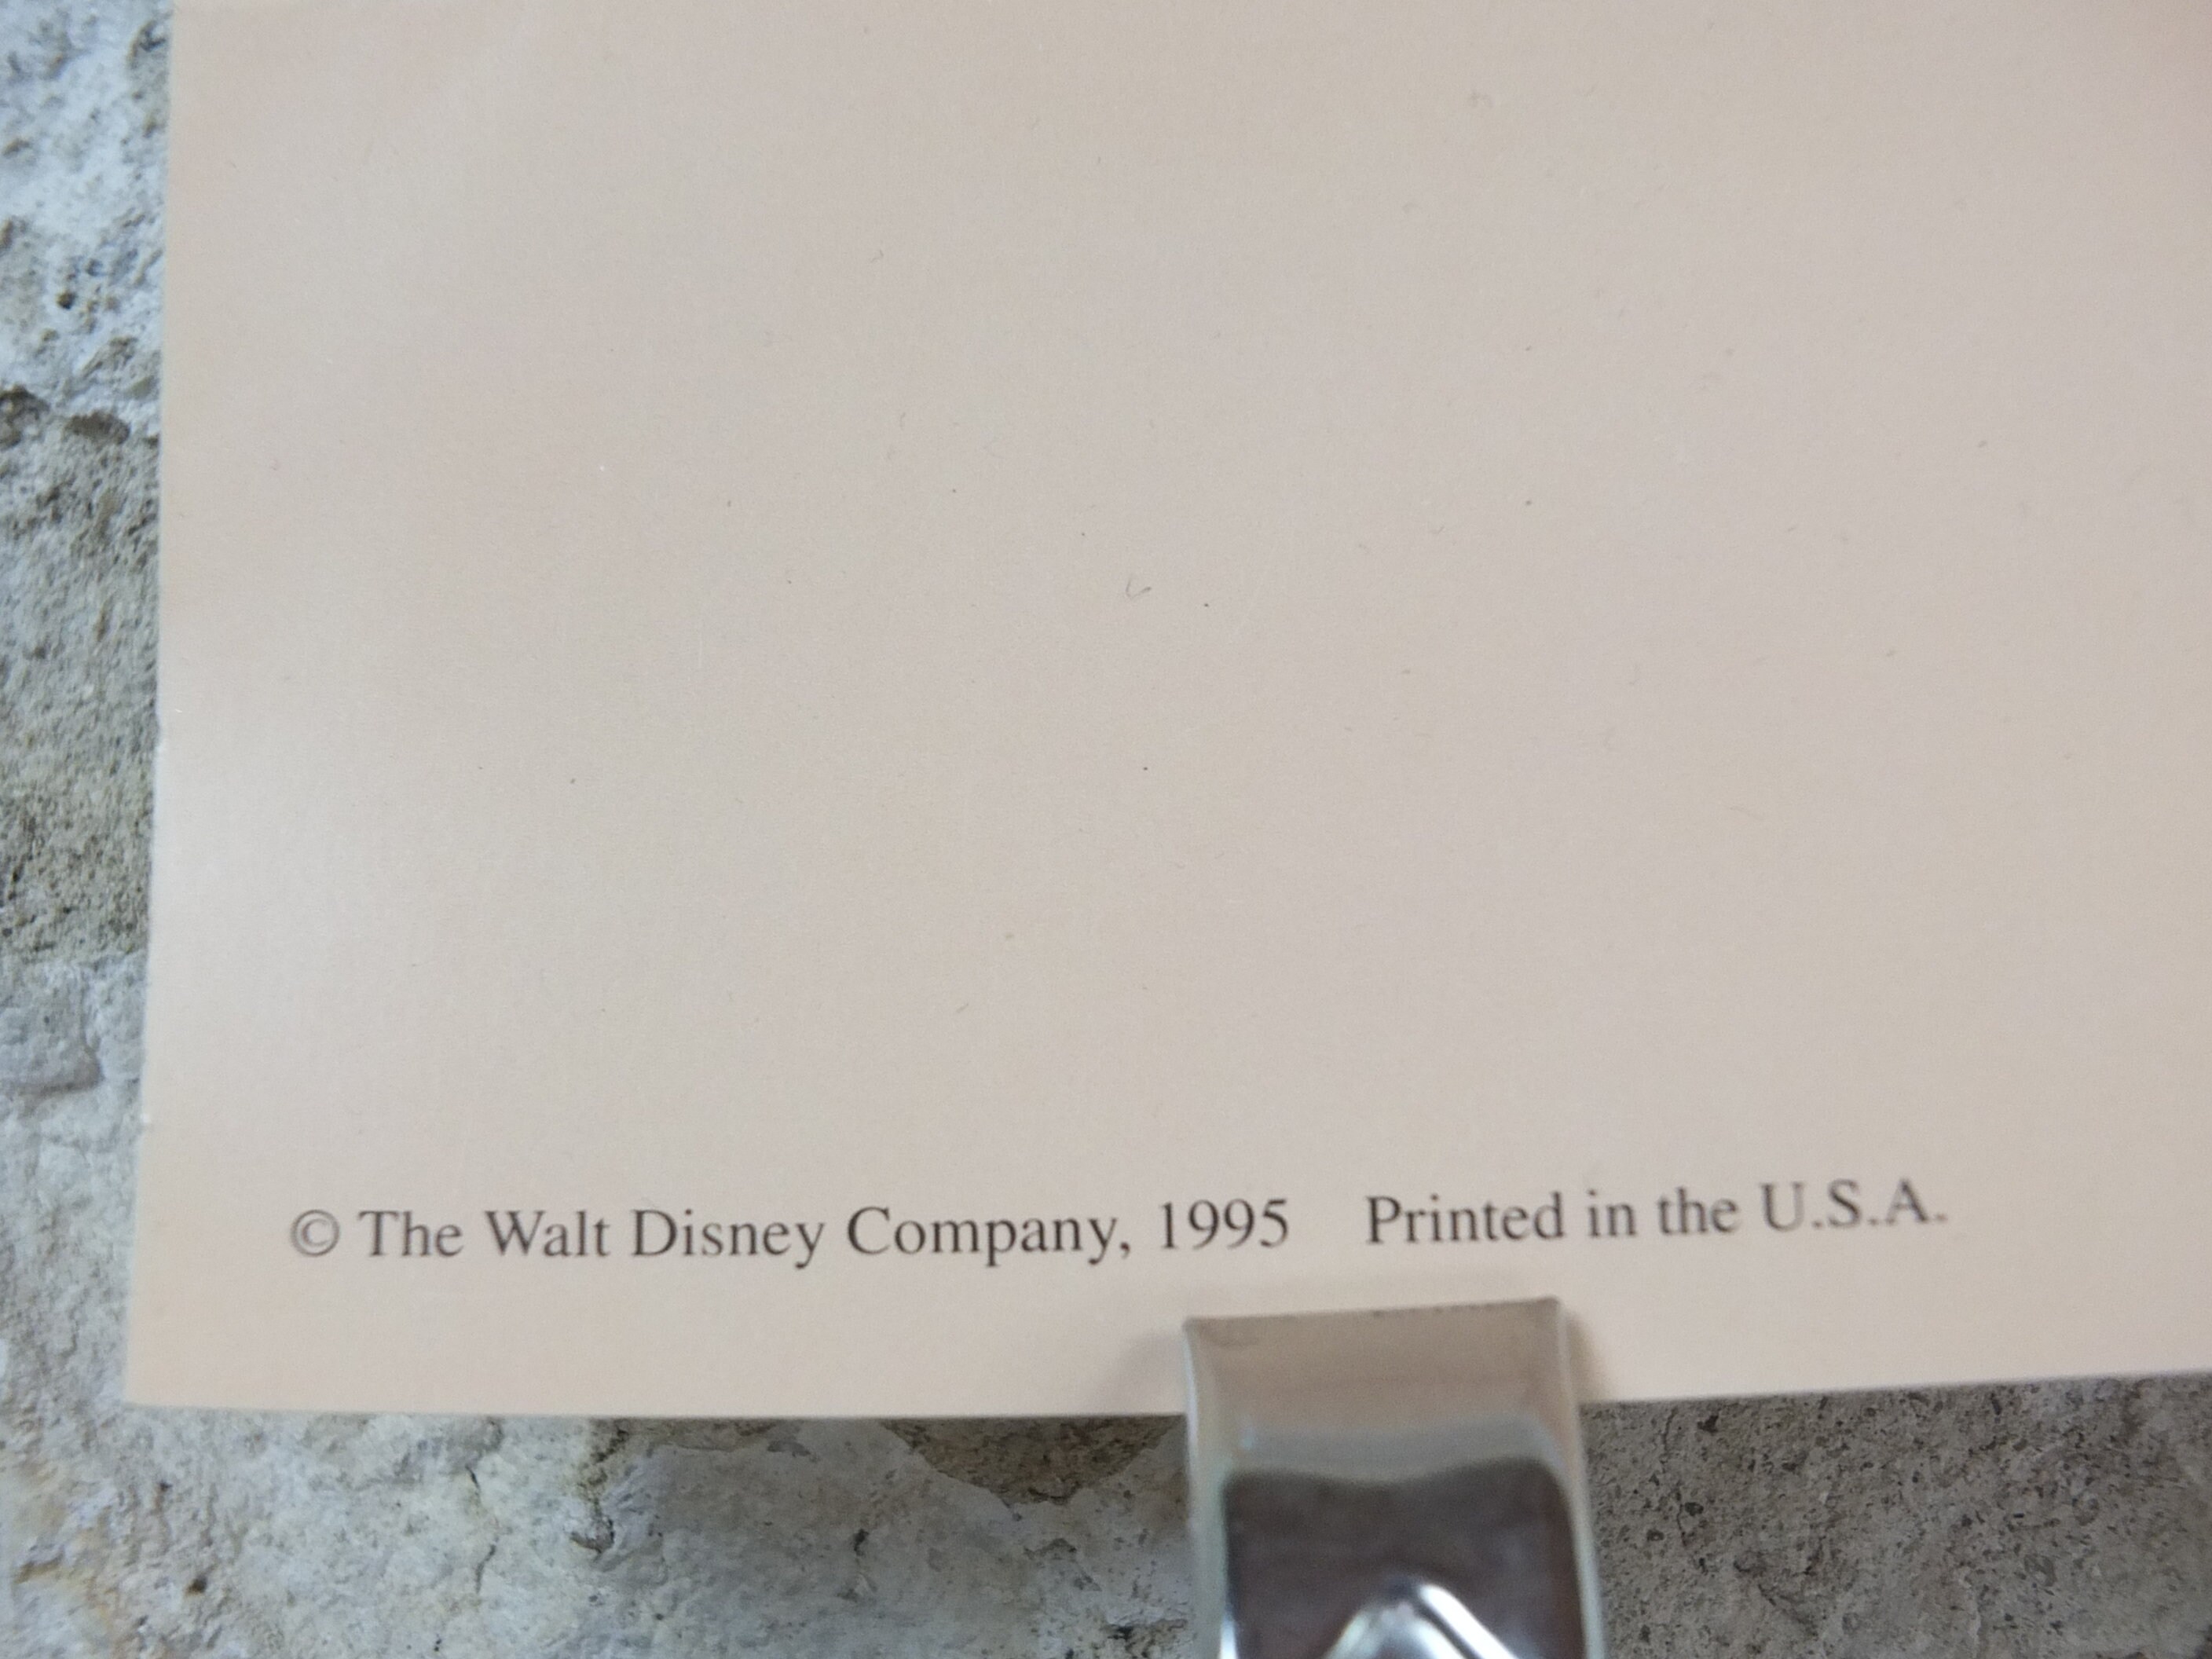 © The Walt Disney Company, 1995 Printed in the U.S.A.